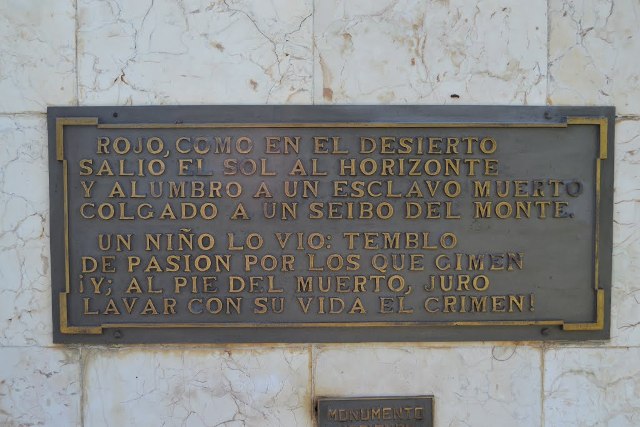 ROJO, COMO EN EL DESIERTO
SALIO EL SOL AL HORIZONTE
Y ALUMBRO A UN ESCLAVO MUERTO
COLGADO A UN SEIBO DEL MONTE.
UN NIÑO LO VIO: TEMBLO
DE PASION POR LOS QUE GIMEN
¡Y; AL PIE DEL MUERTO, JURO
LAVAR CON SU VIDA EL CRIMEN!
MONUMENTO